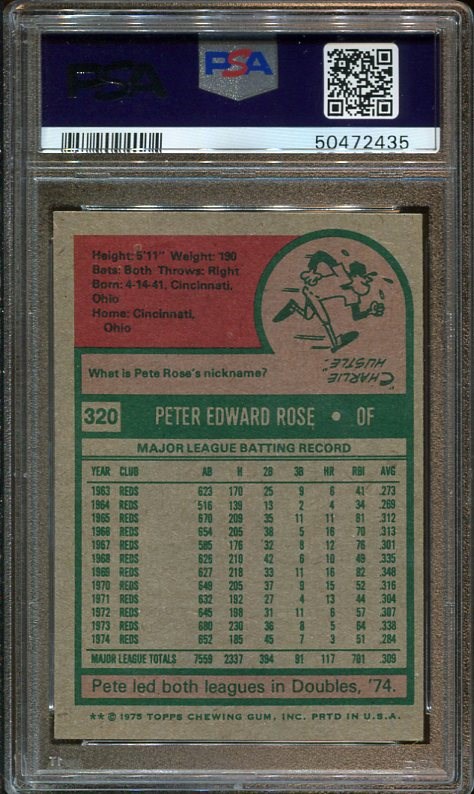 PSA PSA
50472435
Height: 5'11" Weight: 190
Bats: Both Throws: Right
Born: 4-14-41, Cincinnati,
Ohio
Home: Cincinnati,
Ohio
"CHARLIE
HUSTLE"
What is Pete Rose's nickname?
320 PETER EDWARD ROSE • OF
MAJOR LEAGUE BATTING RECORD
YEAR CLUB AB H 2B 3B HR RBI AVG
1963 REDS 623 170 25 9 6 41 .273
1964 REDS 516 139 13 2 4 34 .269
1965 REDS 670 209 35 11 11 81 .312
1966 REDS 654 205 38 5 16 70 .313
1967 REDS 585 176 32 8 12 76 .301
1968 REDS 626 210 42 6 10 49 .335
1969 REDS 627 218 33 11 16 82 .348
1970 REDS 649 205 37 9 15 52 .316
1971 REDS 632 192 27 4 13 44 .304
1972 REDS 645 198 31 11 6 57 .307
1973 REDS 680 230 36 8 5 64 .338
1974 REDS 652 185 45 7 3 51 .284
MAJOR LEAGUE TOTALS 7559 2337 394 91 117 701 .309
Pete led both leagues in Doubles, '74.
** © 1975 TOPPS CHEWING GUM, INC. PRTD IN U.S.A.